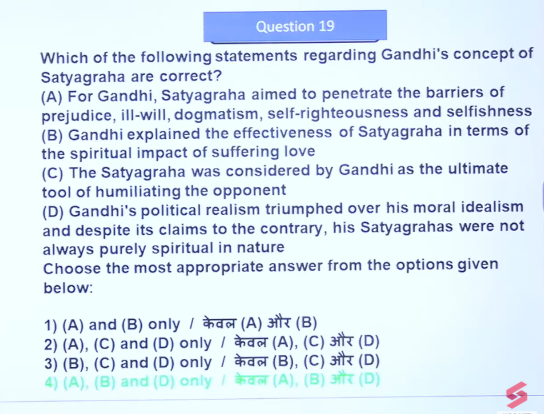 Question 19
Which of the following statements regarding Gandhi's concept of
Satyagraha are correct?
(A) For Gandhi, Satyagraha aimed to penetrate the barriers of
prejudice, ill-will, dogmatism, self-righteousness and selfishness
(B) Gandhi explained the effectiveness of Satyagraha in terms of
the spiritual impact of suffering love
(C) The Satyagraha was considered by Gandhi as the ultimate
tool of humiliating the opponent
(D) Gandhi's political realism triumphed over his moral idealism
and despite its claims to the contrary, his Satyagrahas were not
always purely spiritual in nature
Choose the most appropriate answer from the options given
below:
1) (A) and (B) only / केवल (A) और (B)
2) (A), (C) and (D) only / केवल (A), (C) और (D)
3) (B), (C) and (D) only / केवल (B), (C) और (D)
4) (A), (B) and (D) only / केवल (A), (B) और (D)